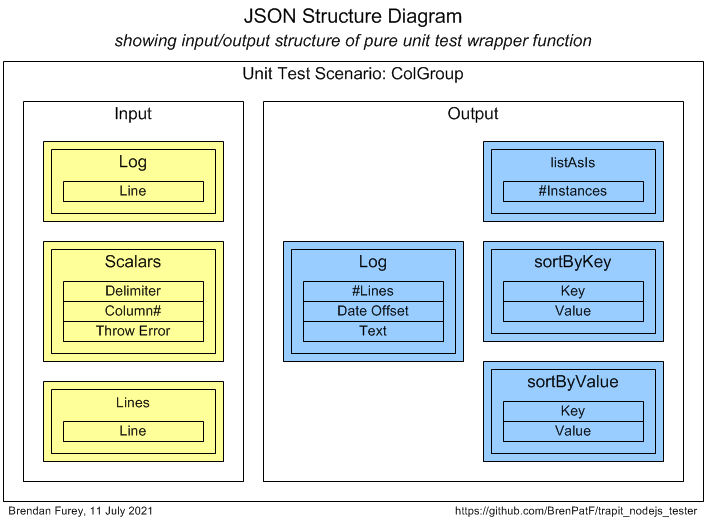 JSON Structure Diagram
showing input/output structure of pure unit test wrapper function
Unit Test Scenario: ColGroup
Input
Log
Line
Scalars
Delimiter
Column#
Throw Error
Lines
Line
Output
Log
#Lines
Date Offset
Text
listAsIs
#Instances
sortByKey
Key
Value
sortByValue
Key
Value
Brendan Furey, 11 July 2021
https://github.com/BrenPatF/trapit_nodejs_tester